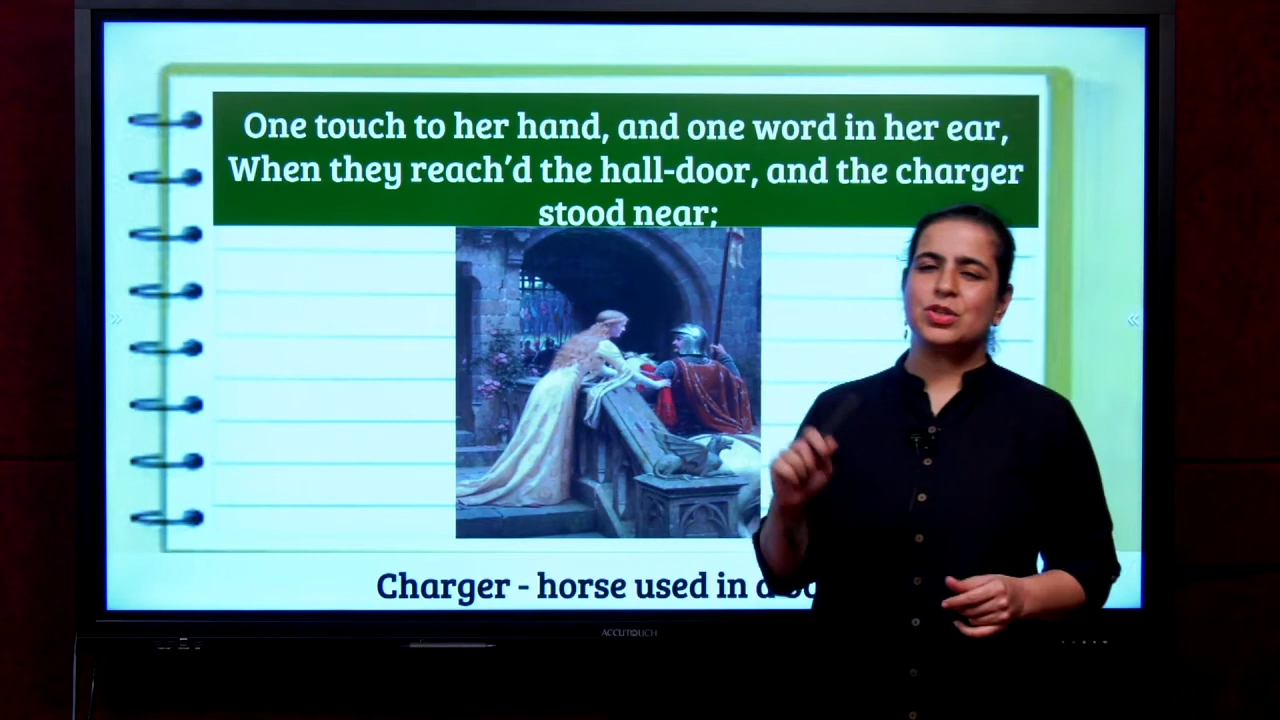 One touch to her hand, and one word in her ear,
When they reach'd the hall-door, and the charger
stood near;
Charger - horse used in a
ACCUTOUCH